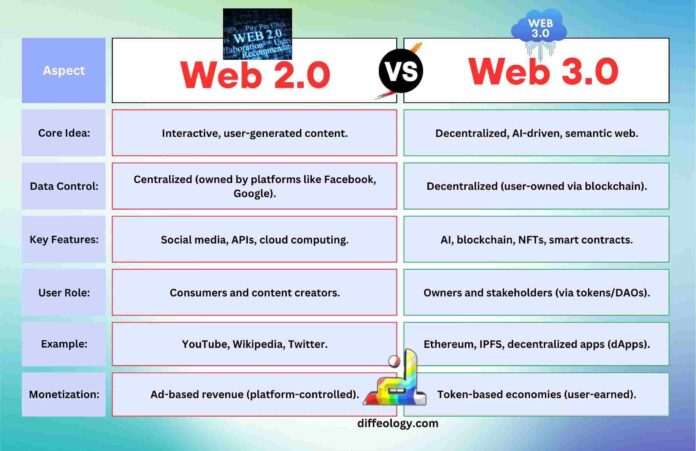 Pay Per Click
WEB 2.0
Recommendation
WEB
3.0
Aspect
Web 2.0
VS
Web 3.0
Core Idea:
Interactive, user-generated content.
Decentralized, AI-driven, semantic web.
Data Control:
Centralized (owned by platforms like Facebook,
Google).
Decentralized (user-owned via blockchain).
Key Features:
Social media, APIs, cloud computing.
AI, blockchain, NFTs, smart contracts.
User Role:
Consumers and content creators.
Owners and stakeholders (via tokens/DAOs).
Example:
YouTube, Wikipedia, Twitter.
Ethereum, IPFS, decentralized apps (dApps).
Monetization:
Ad-based revenue (platform-controlled).
Token-based economies (user-earned).
diffeology.com